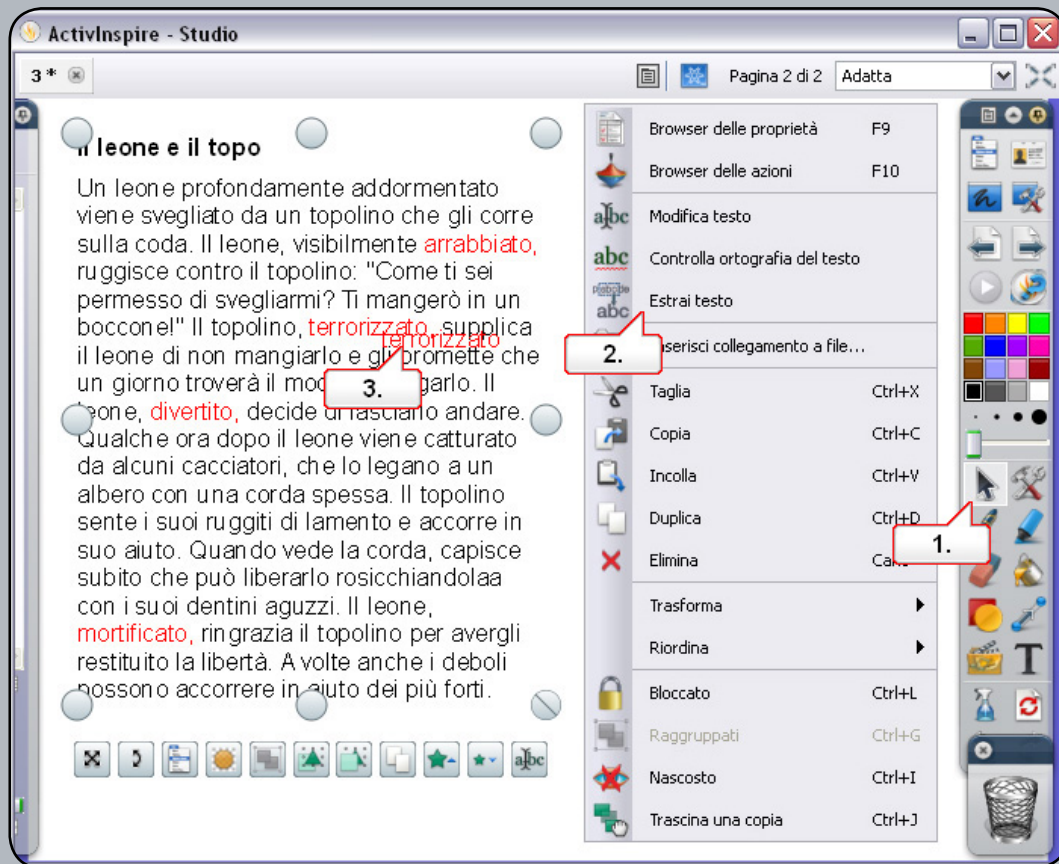 ActivInspire - Studio
3 *
Pagina 2 di 2
Adatta
Il leone e il topo
Un leone profondamente addormentato
viene svegliato da un topolino che gli corre
sulla coda. Il leone, visibilmente arrabbiato,
ruggisce contro il topolino: "Come ti sei
permesso di svegliarmi? Ti mangerò in un
boccone!" Il topolino, terrorizzato, supplica
terrorizzato
il leone di non mangiarlo e gli promette che
un giorno troverà il
3.
leone, divertito, decide di lasciarlo andare.
Qualche ora dopo il leone viene catturato
da alcuni cacciatori, che lo legano a un
albero con una corda spessa. Il topolino
sente i suoi ruggiti di lamento e accorre in
suo aiuto. Quando vede la corda, capisce
subito che può liberarlo rosicchiandolaa
con i suoi dentini aguzzi. Il leone,
mortificato, ringrazia il topolino per avergli
restituito la libertà. A volte anche i deboli
possono accorrere in aiuto dei più forti.
abc
Browser delle proprietà F9
Browser delle azioni F10
abc Modifica testo
abc Controlla ortografia del testo
abc Estrai testo
2.
Inserisci collegamento a file...
Taglia Ctrl+X
Copia Ctrl+C
Incolla Ctrl+V
Duplica Ctrl+D
Elimina
1.
Trasforma
Riordina
Bloccato Ctrl+L
Raggruppati Ctrl+G
Nascosto Ctrl+I
Trascina una copia Ctrl+J
T